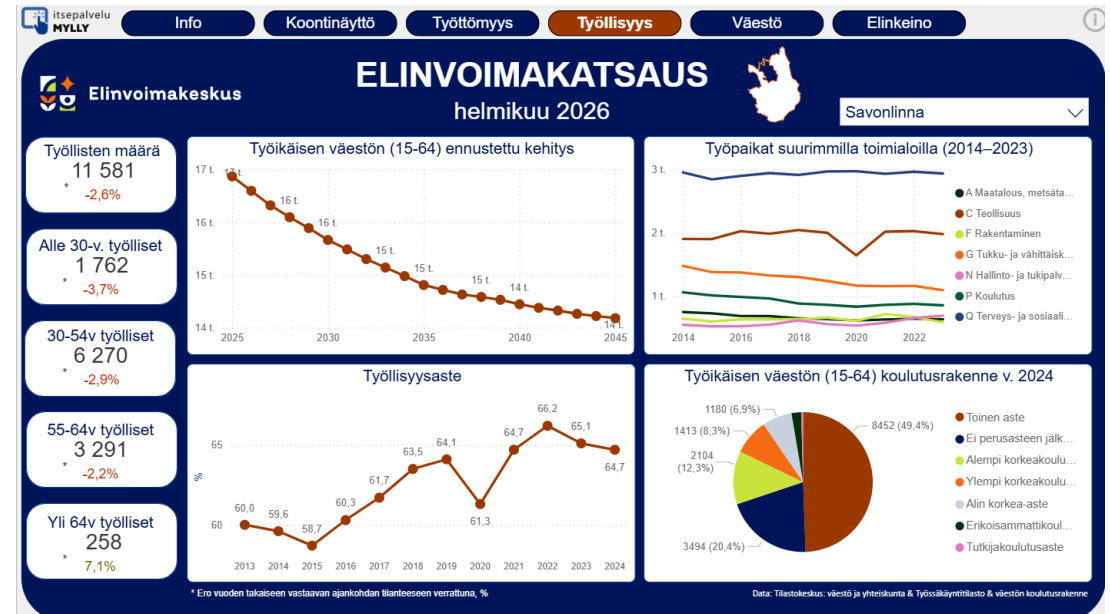 itsepalvelu
MYLLY
Info
Koontinäyttö
Työttömyys
Työllisyys
Väestö
Elinkeino
i
Elinvoimakeskus
ELINVOIMAKATSAUS
helmikuu 2026
Savonlinna
Työllisten määrä
11 581
* -2,6%
Alle 30-v. työlliset
1 762
* -3,7%
30-54v työlliset
6 270
* -2,9%
55-64v työlliset
3 291
* -2,2%
Yli 64v työlliset
258
* 7,1%
Työikäisen väestön (15-64) ennustettu kehitys
17 t.
16 t.
15 t.
14 t.
17 t.
16 t.
16 t.
15 t.
15 t.
15 t.
14 t.
14 t.
2025 2030 2035 2040 2045
Työpaikat suurimmilla toimialoilla (2014–2023)
3 t.
2 t.
1 t.
2014 2016 2018 2020 2022
A Maatalous, metsäta...
C Teollisuus
F Rakentaminen
G Tukku- ja vähittäisk...
N Hallinto- ja tukipalv...
P Koulutus
Q Terveys- ja sosiaali...
Työllisyysaste
%
65
60
60,0 59,6 58,7 60,3 61,7 63,5 64,1 61,3 64,7 66,2 65,1 64,7
2013 2014 2015 2016 2017 2018 2019 2020 2021 2022 2023 2024
Työikäisen väestön (15-64) koulutusrakenne v. 2024
8452 (49,4%)
3494 (20,4%)
2104
(12,3%)
1413 (8,3%)
1180 (6,9%)
Toinen aste
Ei perusasteen jälk...
Alempi korkeakoulu...
Ylempi korkeakoulu...
Alin korkea-aste
Erikoisammattikoul...
Tutkijakoulutusaste
* Ero vuoden takaiseen vastaavan ajankohdan tilanteeseen verrattuna, %
Data: Tilastokeskus: väestö ja yhteiskunta & Työssäkäyntitilasto & väestön koulutusrakenne